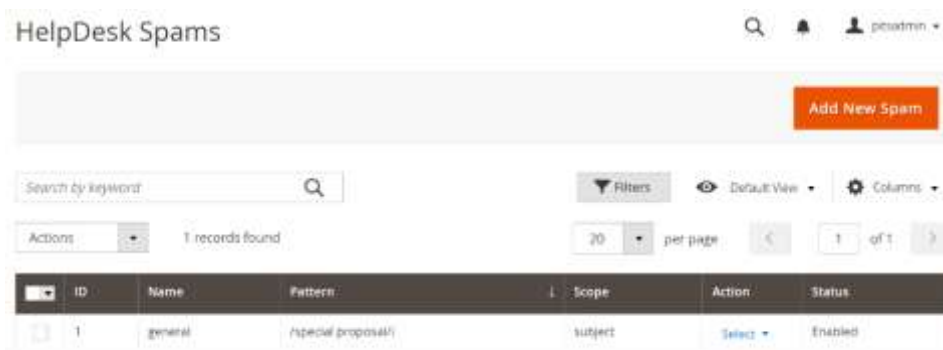 HelpDesk Spams
Add New Spam
Search by keyword
Filters Default View Columns
Actions 1 records found 20 per page 1 of 1
ID Name Pattern ↓ Scope Action Status
1 general /special proposal/i subject Select Enabled